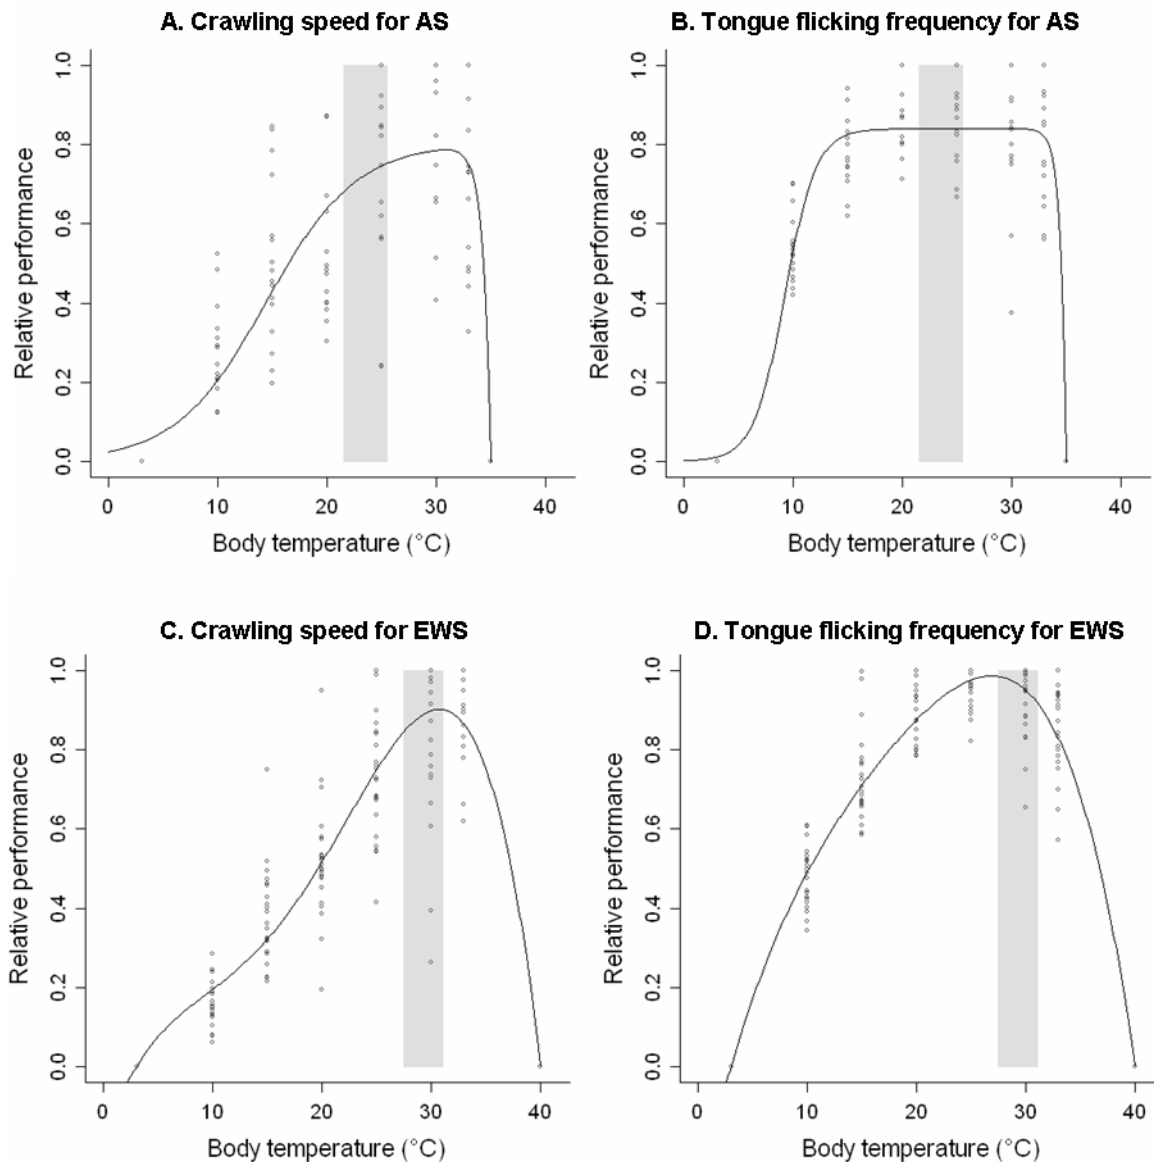 A. Crawling speed for AS
Relative performance
0.0 0.2 0.4 0.6 0.8 1.0
0 10 20 30 40
Body temperature (°C)
B. Tongue flicking frequency for AS
Relative performance
0.0 0.2 0.4 0.6 0.8 1.0
0 10 20 30 40
Body temperature (°C)
C. Crawling speed for EWS
Relative performance
0.0 0.2 0.4 0.6 0.8 1.0
0 10 20 30 40
Body temperature (°C)
D. Tongue flicking frequency for EWS
Relative performance
0.0 0.2 0.4 0.6 0.8 1.0
0 10 20 30 40
Body temperature (°C)